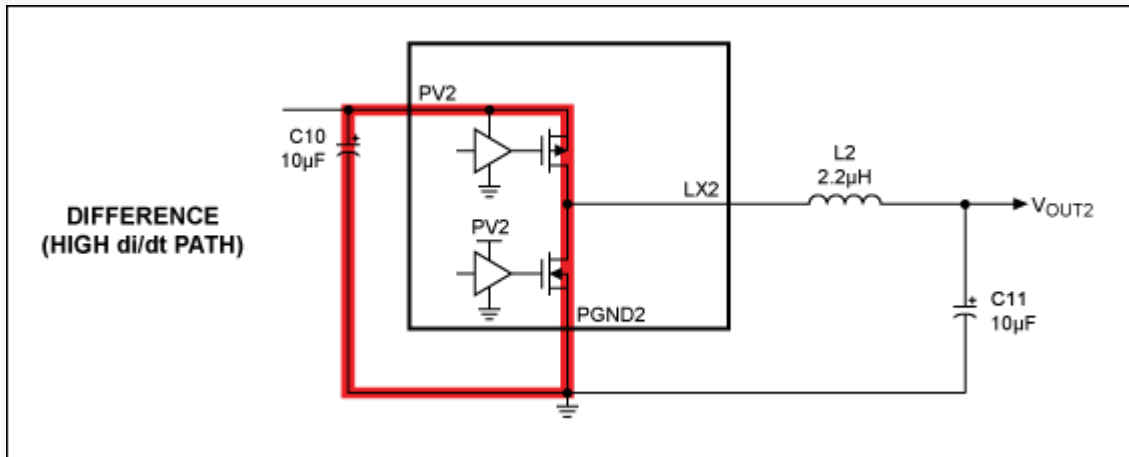 PV2
C10
10µF
L2
2.2µH
LX2
VOUT2
DIFFERENCE
(HIGH di/dt PATH)
PV2
C11
10µF
PGND2